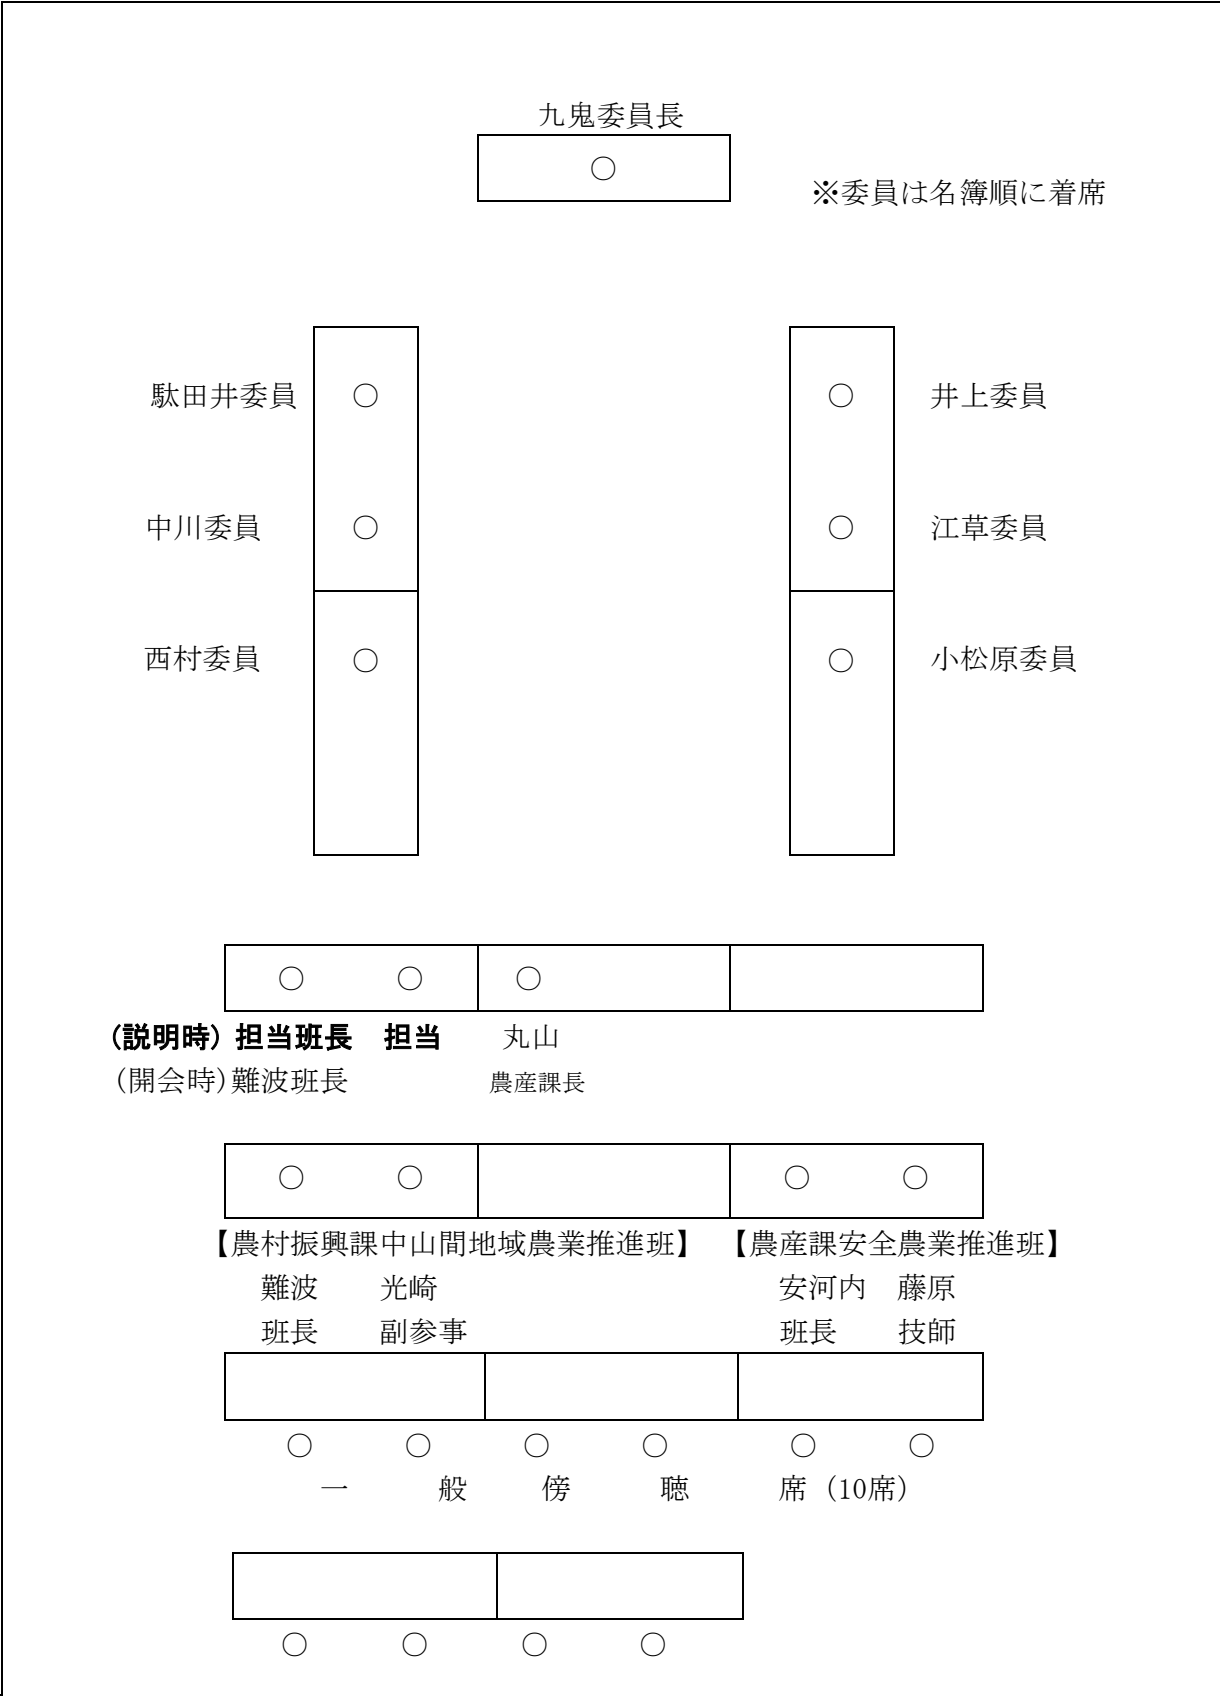 九鬼委員長
○
※委員は名簿順に着席
駄田井委員 ○ ○ 井上委員
中川委員 ○ ○ 江草委員
西村委員 ○ ○ 小松原委員
○ ○ ○
(説明時) 担当班長 担当 丸山
(開会時)難波班長 農産課長
○ ○ ○ ○
【農村振興課中山間地域農業推進班】 【農産課安全農業推進班】
難波 光崎 安河内 藤原
班長 副参事 班長 技師
○ ○ ○ ○ ○ ○
一般傍聴席(10席)
○ ○ ○ ○